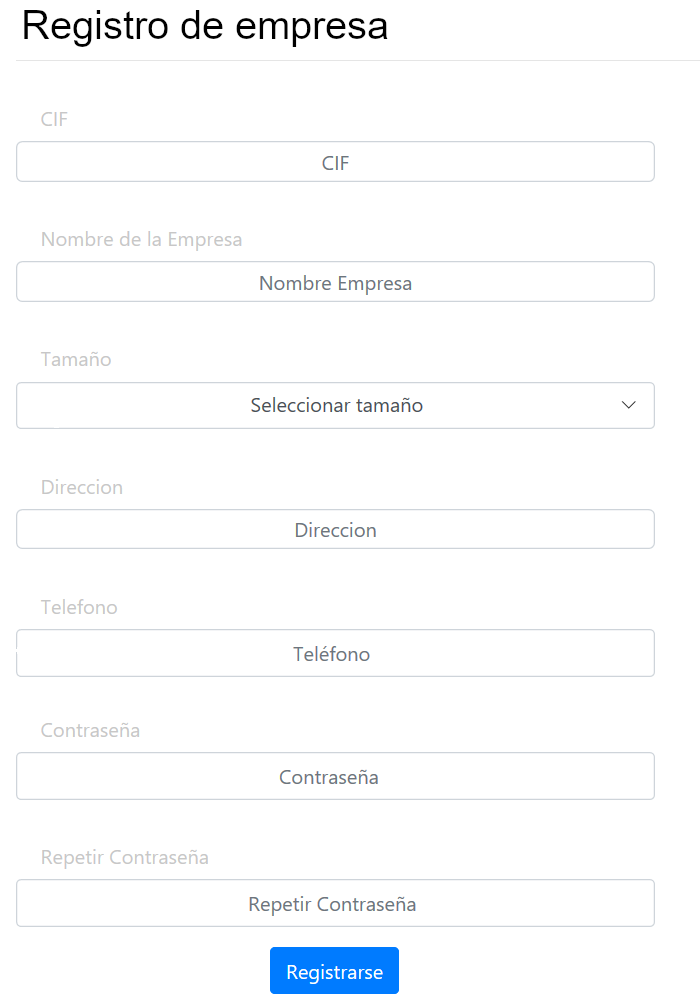 Registro de empresa
CIF
CIF
Nombre de la Empresa
Nombre Empresa
Tamaño
Seleccionar tamaño
Direccion
Direccion
Telefono
Teléfono
Contraseña
Contraseña
Repetir Contraseña
Repetir Contraseña
Registrarse